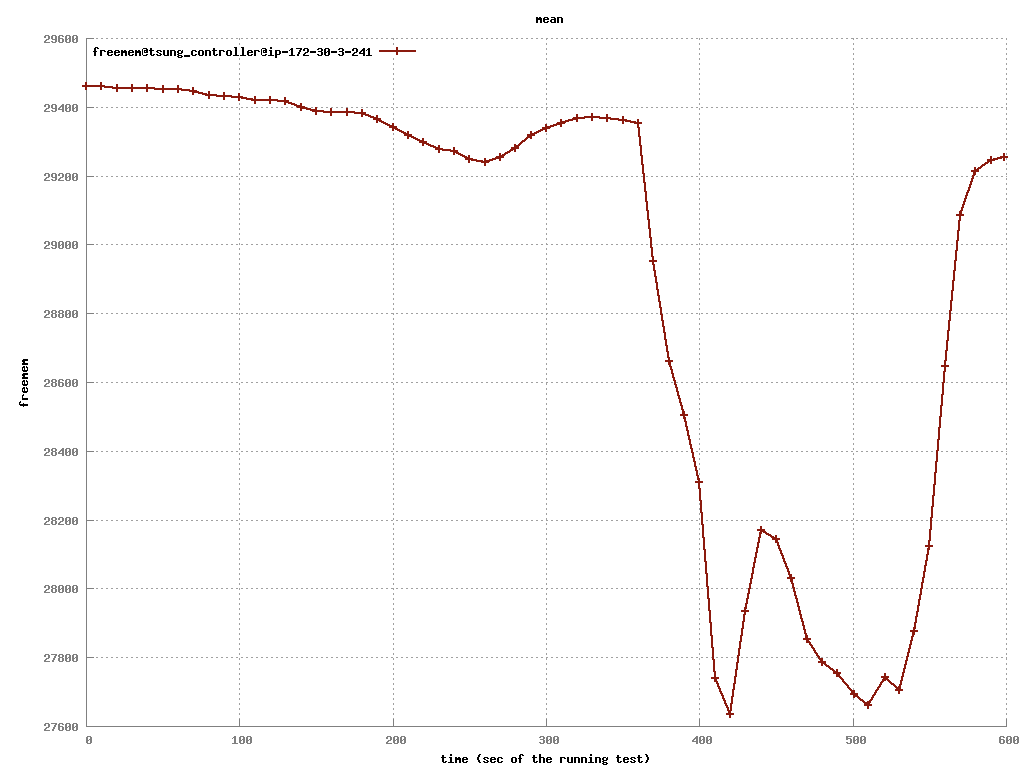 mean
freemem@tsung_controller@ip-172-30-3-241
29600
29400
29200
29000
28800
28600
28400
28200
28000
27800
27600
freemem
0 100 200 300 400 500 600
time (sec of the running test)